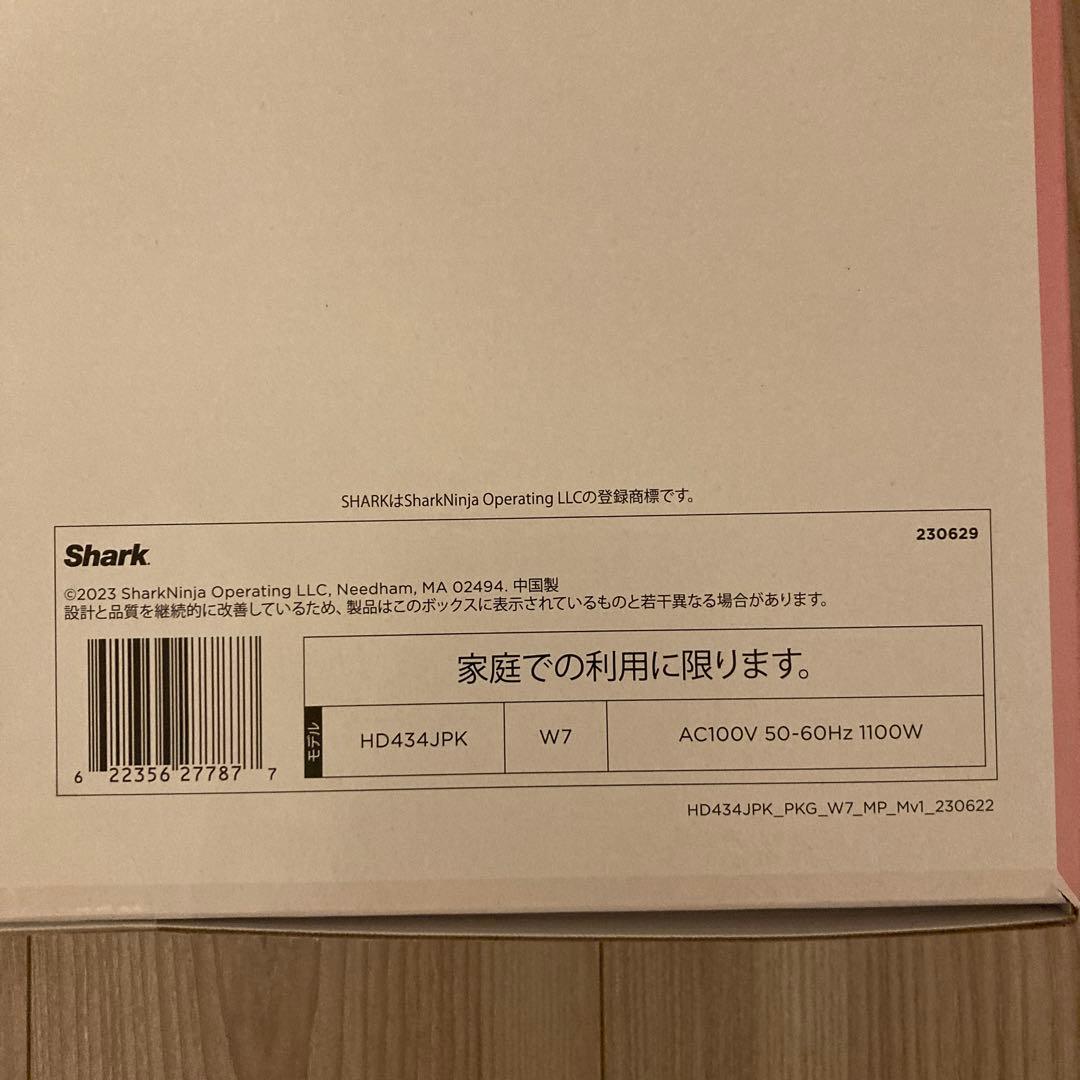 SHARKはSharkNinja Operating LLCの登録商標です。
230629
Shark.
©2023 SharkNinja Operating LLC, Needham, MA 02494. 中国製
設計と品質を継続的に改善しているため、製品はこのボックスに表示されているものと若干異なる場合があります。
家庭での利用に限ります。
モデル HD434JPK W7 AC100V 50-60Hz 1100W
6 22356 27787 7
HD434JPK_PKG_W7_MP_Mv1_230622